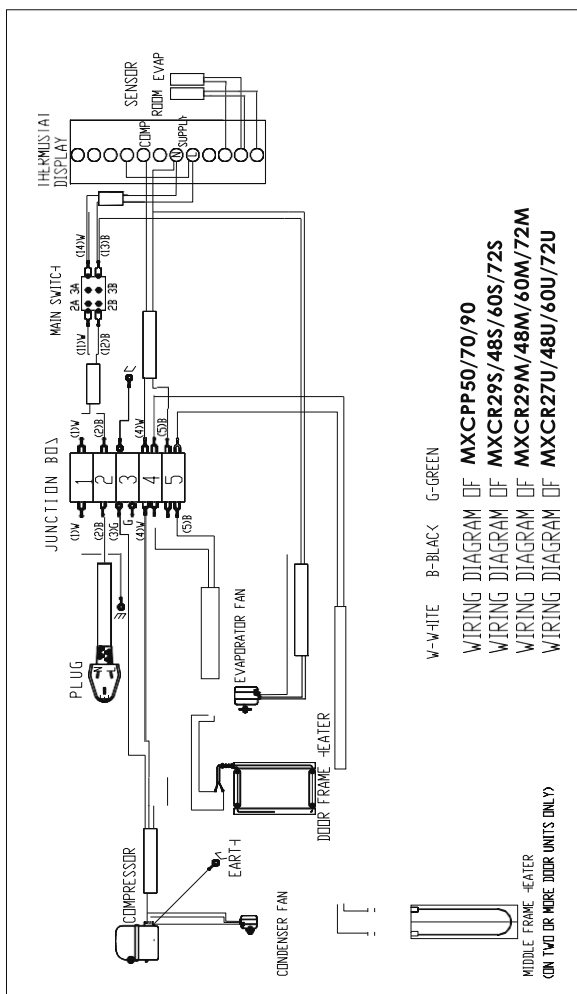 THERMOSTAT
DISPLAY
SENSOR
ROOM EVAP
COMP
N SUPPLY
L
MAIN SWITCH
(14)W
(13)B
2A 3A
2B 3B
(1)W
(12)B
JUNCTION BOX
(1)W
(2)B
(4)W
(5)B
1
2
3
4
5
(1)W
(2)B
(3)G
G
(4)W
(5)B
PLUG
N
L
EVAPORATOR FAN
DOOR FRAME HEATER
COMPRESSOR
EARTH
CONDENSER FAN
MIDDLE FRAME HEATER
(ON TWO OR MORE DOOR UNITS ONLY)
W-WHITE B-BLACK G-GREEN
WIRING DIAGRAM OF MXCPP50/70/90
WIRING DIAGRAM OF MXCR29S/48S/60S/72S
WIRING DIAGRAM OF MXCR29M/48M/60M/72M
WIRING DIAGRAM OF MXCR27U/48U/60U/72U